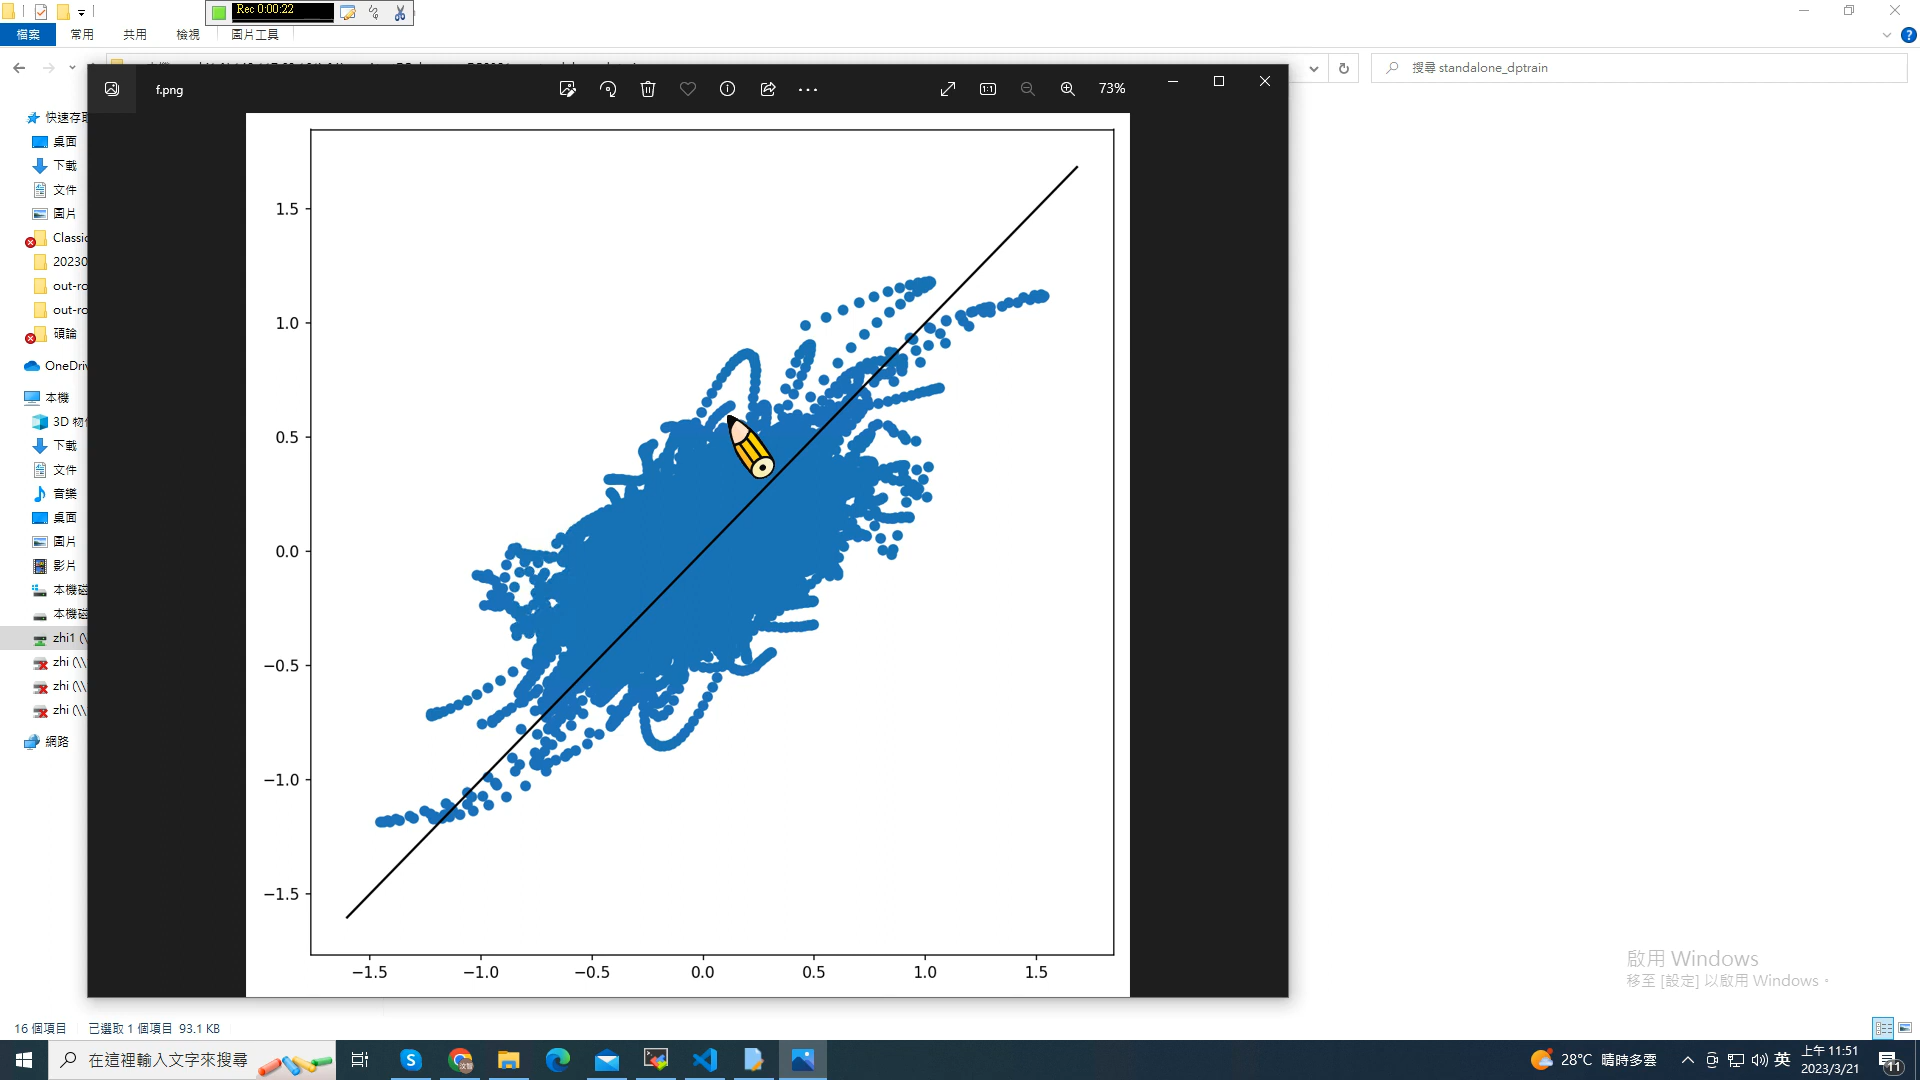 Rec 0:00:22
檔案 常用 共用 檢視 圖片工具
搜尋 standalone_dptrain
f.png
73%
快速存取
桌面
下載
文件
圖片
Classic
20230
out-ro
out-ro
碩論
OneDriv
本機
3D 物件
下載
文件
音樂
桌面
圖片
影片
本機磁
本機磁
zhi1 (\
zhi (\\
zhi (\\
zhi (\\
網路
1.5
1.0
0.5
0.0
−0.5
−1.0
−1.5
−1.5 −1.0 −0.5 0.0 0.5 1.0 1.5
啟用 Windows
移至 [設定] 以啟用 Windows。
16 個項目 已選取 1 個項目 93.1 KB
在這裡輸入文字來搜尋
28°C 晴時多雲 英 上午 11:51
2023/3/21
11